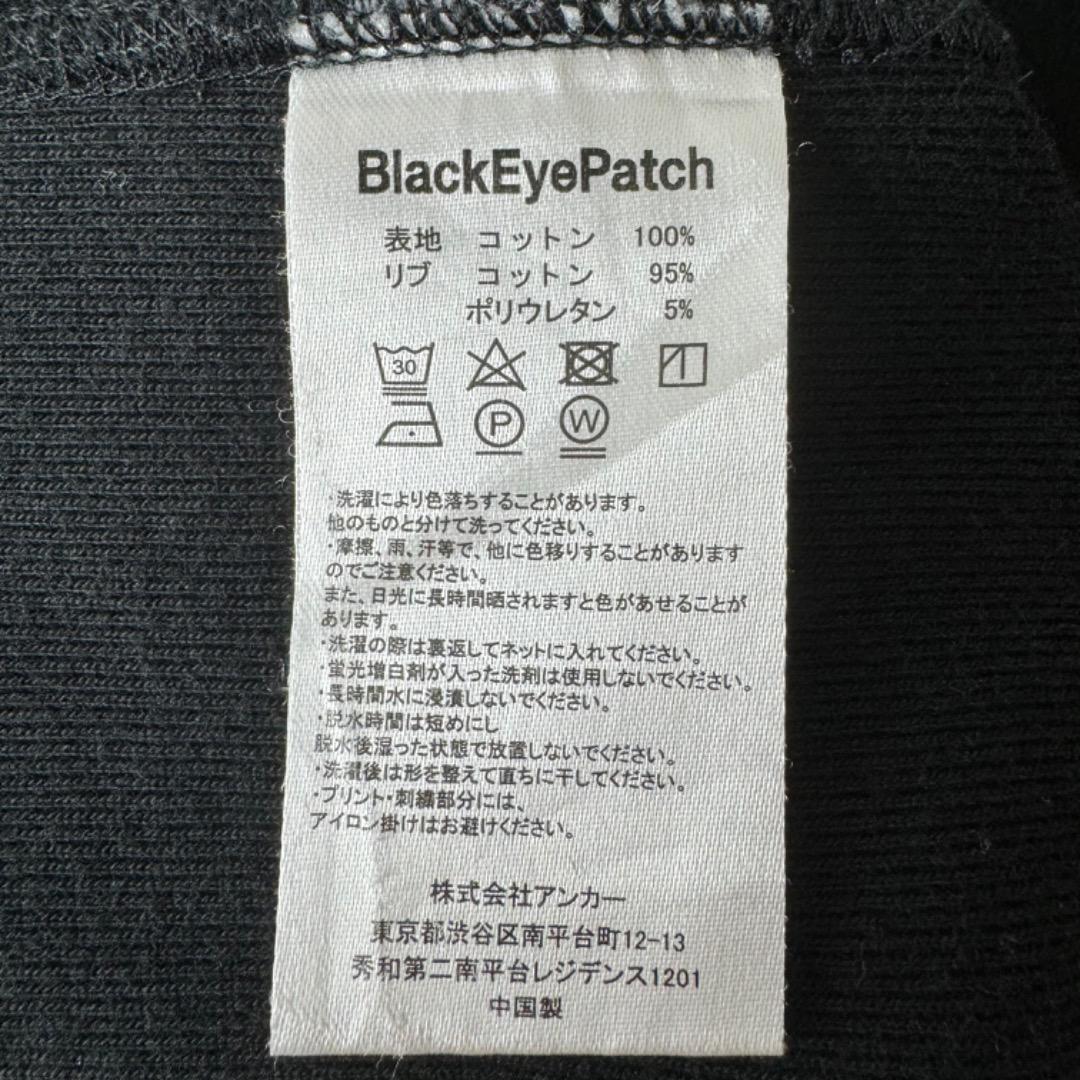 BlackEyePatch
表地 コットン 100%
リブ コットン 95%
ポリウレタン 5%
30
P W
・洗濯により色落ちすることがあります。
他のものと分けて洗ってください。
・摩擦、雨、汗等で、他に色移りすることがあります
のでご注意ください。
また、日光に長時間晒されますと色があせることが
あります。
・洗濯の際は裏返してネットに入れてください。
・蛍光増白剤が入った洗剤は使用しないでください。
・長時間水に浸漬しないでください。
・脱水時間は短めにし
脱水後湿った状態で放置しないでください。
・洗濯後は形を整えて直ちに干してください。
・プリント・刺繍部分には、
アイロン掛けはお避けください。
株式会社アンカー
東京都渋谷区南平台町12-13
秀和第二南平台レジデンス1201
中国製